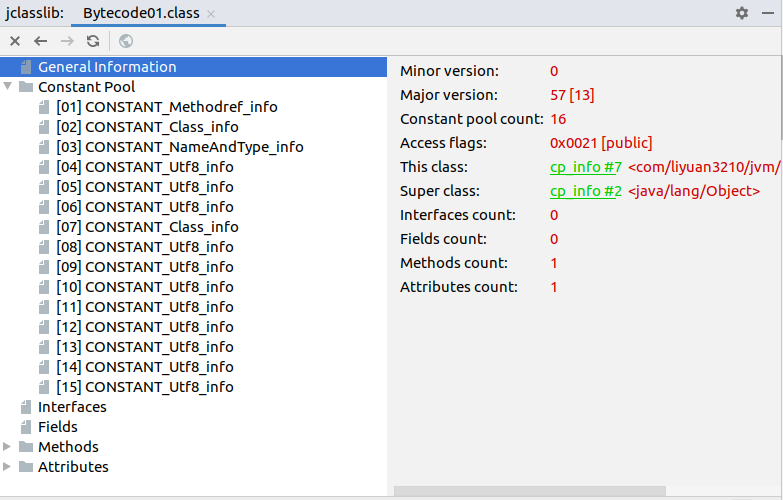 jclasslib: Bytecode01.class
General Information
Constant Pool
[01] CONSTANT_Methodref_info
[02] CONSTANT_Class_info
[03] CONSTANT_NameAndType_info
[04] CONSTANT_Utf8_info
[05] CONSTANT_Utf8_info
[06] CONSTANT_Utf8_info
[07] CONSTANT_Class_info
[08] CONSTANT_Utf8_info
[09] CONSTANT_Utf8_info
[10] CONSTANT_Utf8_info
[11] CONSTANT_Utf8_info
[12] CONSTANT_Utf8_info
[13] CONSTANT_Utf8_info
[14] CONSTANT_Utf8_info
[15] CONSTANT_Utf8_info
Interfaces
Fields
Methods
Attributes
Minor version: 0
Major version: 57 [13]
Constant pool count: 16
Access flags: 0x0021 [public]
This class: cp_info #7 <com/liyuan3210/jvm/
Super class: cp_info #2 <java/lang/Object>
Interfaces count: 0
Fields count: 0
Methods count: 1
Attributes count: 1